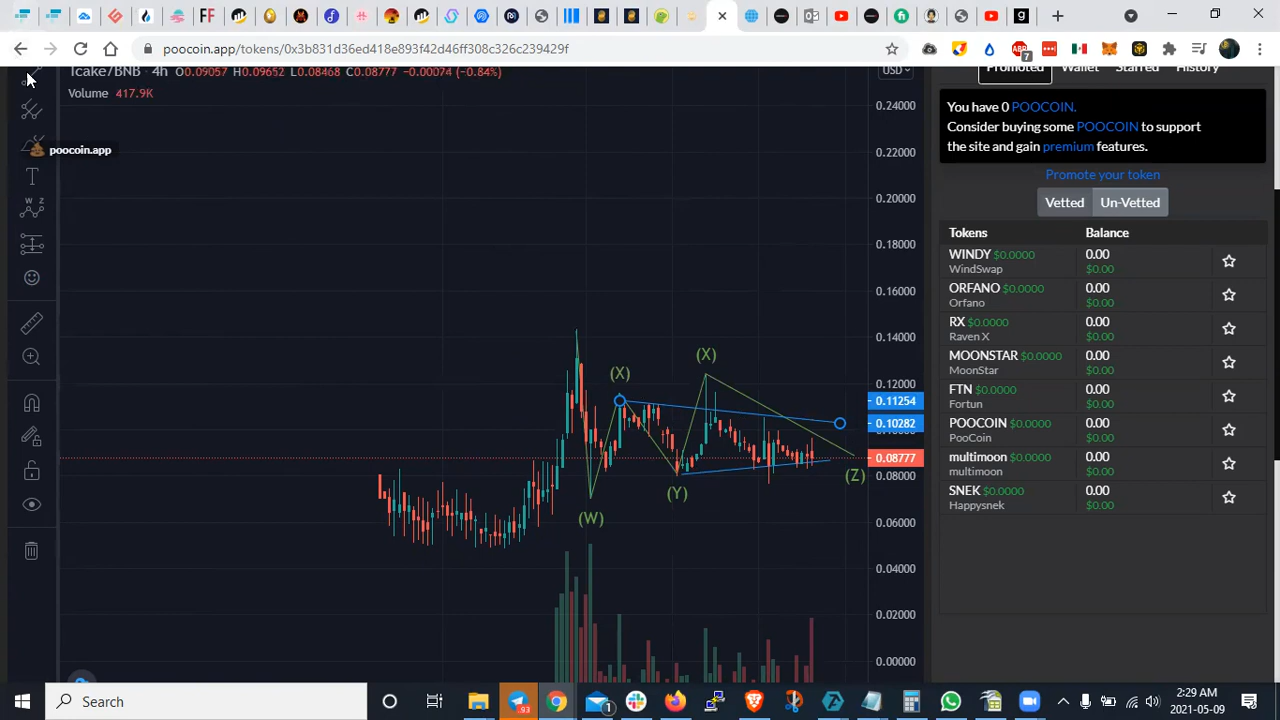 poocoin.app/tokens/0x3b831d36ed418e893f42d46ff308c326c239429f
7
Tcake/BNB · 4h O0.09057 H0.09652 L0.08468 C0.08777 −0.00074 (−0.84%)
USD
Volume 417.9K
poocoin.app
0.24000
0.22000
0.20000
0.18000
0.16000
0.14000
0.12000
0.11254
0.10282
0.08777
0.08000
0.06000
0.04000
0.02000
0.00000
(X)
(X)
(W)
(Y)
(Z)
Promoted Wallet Starred History
You have 0 POOCOIN.
Consider buying some POOCOIN to support
the site and gain premium features.
Promote your token
Vetted Un-Vetted
Tokens Balance
WINDY $0.0000 0.00
WindSwap $0.00
ORFANO $0.0000 0.00
Orfano $0.00
RX $0.0000 0.00
Raven X $0.00
MOONSTAR $0.0000 0.00
MoonStar $0.00
FTN $0.0000 0.00
Fortun $0.00
POOCOIN $0.0000 0.00
PooCoin $0.00
multimoon $0.0000 0.00
multimoon $0.00
SNEK $0.0000 0.00
Happysnek $0.00
Search
93
1
2:29 AM
2021-05-09